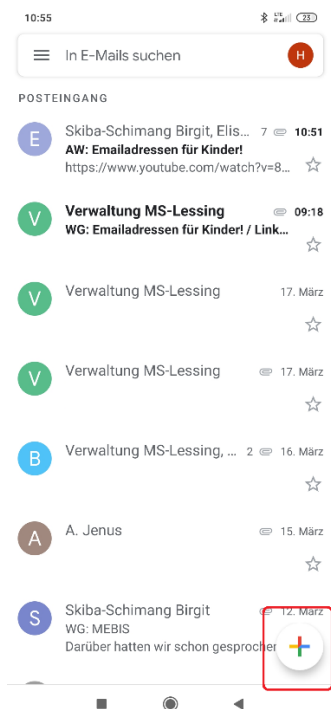 10:55
LTE
23
In E-Mails suchen
H
POSTEINGANG
E
Skiba-Schimang Birgit, Elis... 7 10:51
AW: Emailadressen für Kinder!
https://www.youtube.com/watch?v=8...
V
Verwaltung MS-Lessing 09:18
WG: Emailadressen für Kinder! / Link...
V
Verwaltung MS-Lessing 17. März
V
Verwaltung MS-Lessing 17. März
B
Verwaltung MS-Lessing, ... 2 16. März
A
A. Jenus 15. März
S
Skiba-Schimang Birgit 12. März
WG: MEBIS
Darüber hatten wir schon gesprochen